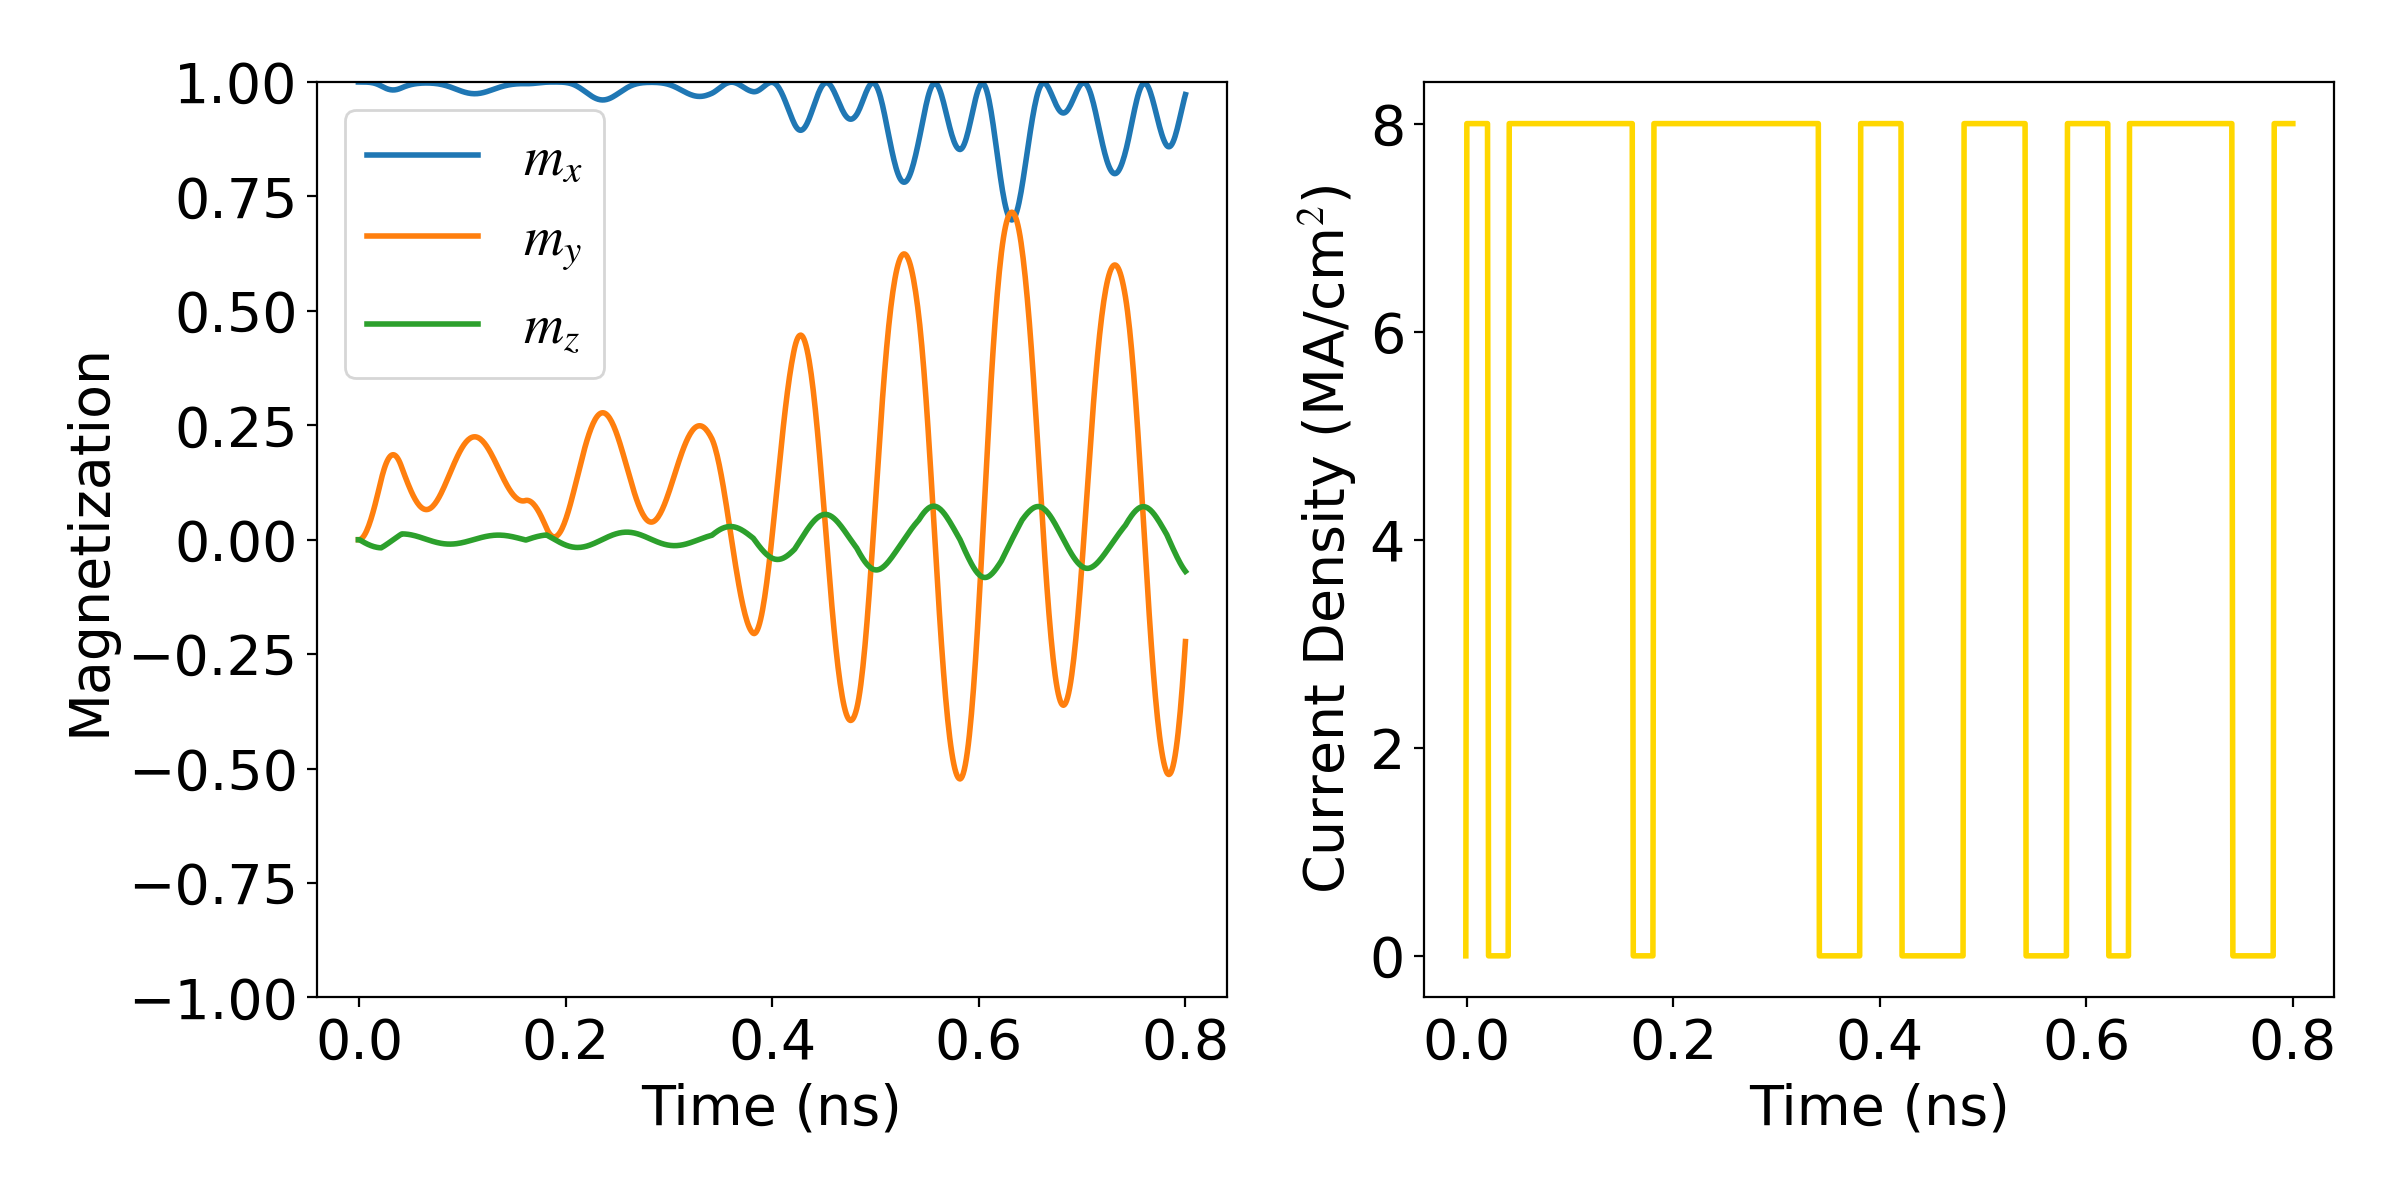 Magnetization
1.00
0.75
0.50
0.25
0.00
−0.25
−0.50
−0.75
−1.00
m_x
m_y
m_z
0.0 0.2 0.4 0.6 0.8
Time (ns)
Current Density (MA/cm²)
8
6
4
2
0
0.0 0.2 0.4 0.6 0.8
Time (ns)